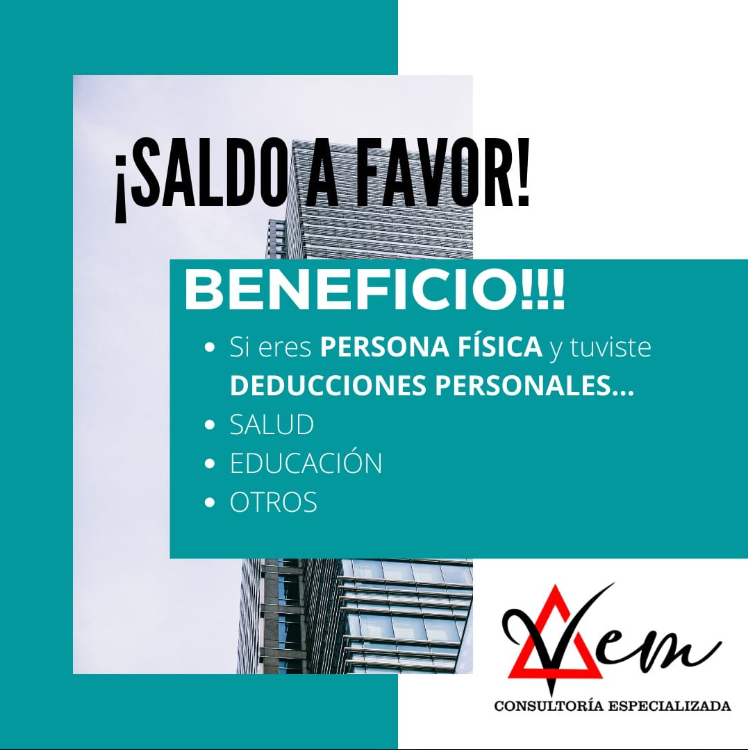 ¡SALDO A FAVOR!
BENEFICIO!!!
• Si eres PERSONA FÍSICA y tuviste
DEDUCCIONES PERSONALES...
• SALUD
• EDUCACIÓN
• OTROS
Vem
CONSULTORÍA ESPECIALIZADA